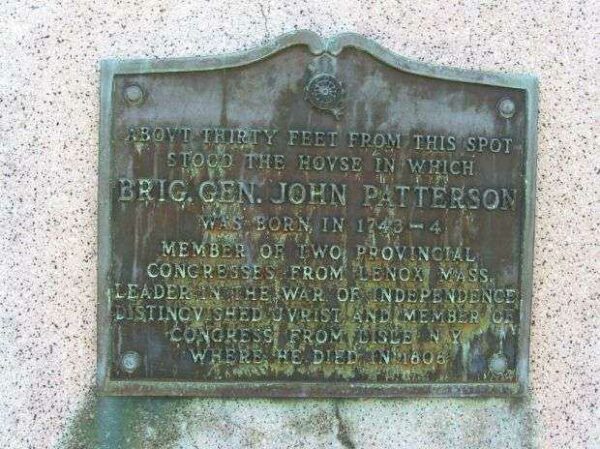 ABOVT THIRTY FEET FROM THIS SPOT
STOOD THE HOVSE IN WHICH
BRIG. GEN. JOHN PATTERSON
WAS BORN IN 1743-4
MEMBER OF TWO PROVINCIAL
CONGRESSES FROM LENOX MASS.
LEADER IN THE WAR OF INDEPENDENCE
DISTINGVISHED JVRIST AND MEMBER OF
CONGRESS FROM LISLE N.Y.
WHERE HE DIED IN 1808